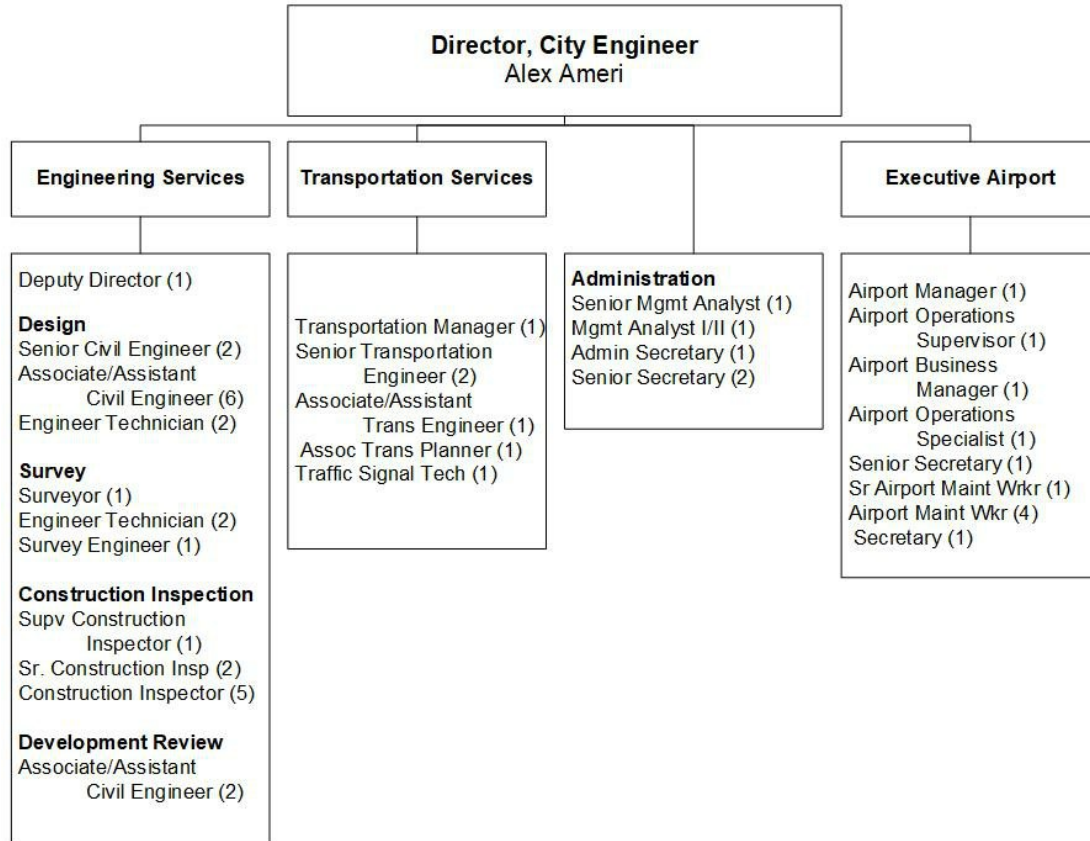 Director, City Engineer
Alex Ameri
Engineering Services
Transportation Services
Executive Airport
Deputy Director (1)
Design
Senior Civil Engineer (2)
Associate/Assistant
Civil Engineer (6)
Engineer Technician (2)
Survey
Surveyor (1)
Engineer Technician (2)
Survey Engineer (1)
Construction Inspection
Supv Construction
Inspector (1)
Sr. Construction Insp (2)
Construction Inspector (5)
Development Review
Associate/Assistant
Civil Engineer (2)
Transportation Manager (1)
Senior Transportation
Engineer (2)
Associate/Assistant
Trans Engineer (1)
Assoc Trans Planner (1)
Traffic Signal Tech (1)
Administration
Senior Mgmt Analyst (1)
Mgmt Analyst I/II (1)
Admin Secretary (1)
Senior Secretary (2)
Airport Manager (1)
Airport Operations
Supervisor (1)
Airport Business
Manager (1)
Airport Operations
Specialist (1)
Senior Secretary (1)
Sr Airport Maint Wrkr (1)
Airport Maint Wkr (4)
Secretary (1)